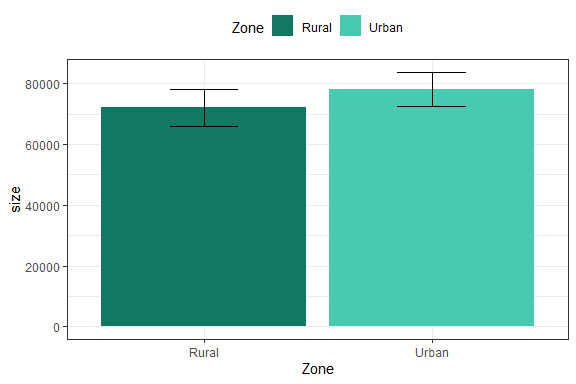 Zone Rural Urban
80000
60000
40000
20000
0
size
Rural Urban
Zone